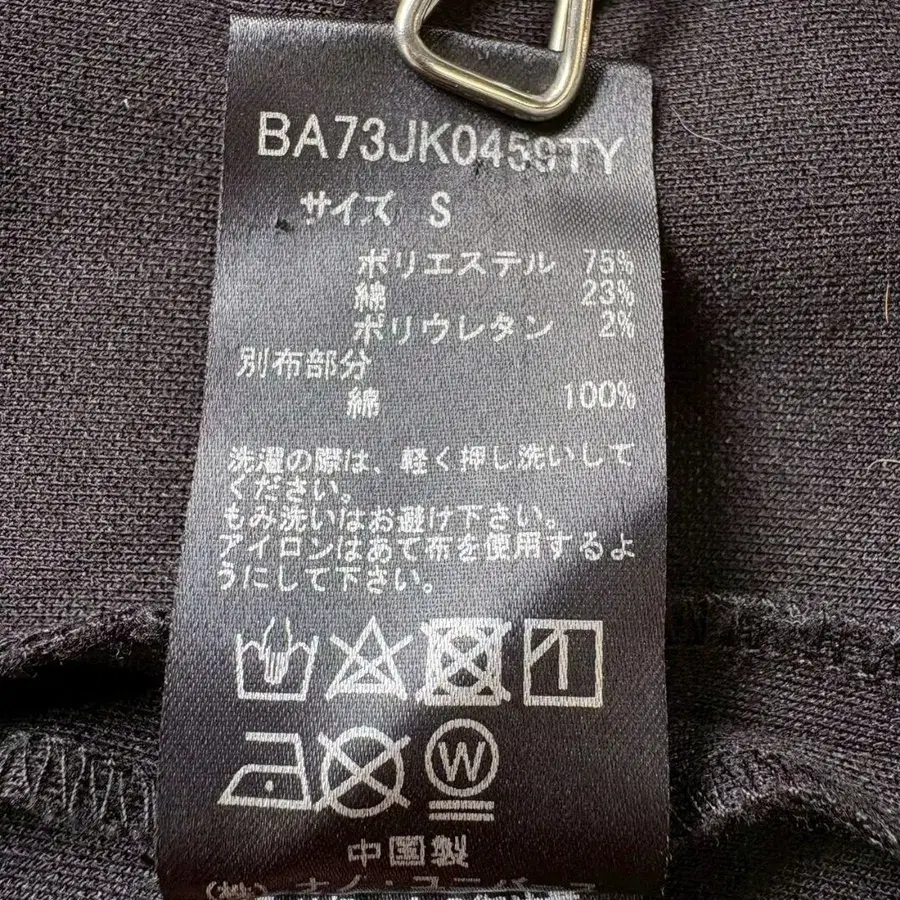 BA73JK0459TY
サイズ S
ポリエステル 75%
綿 23%
ポリウレタン 2%
別布部分
綿 100%
洗濯の際は、軽く押し洗いして
ください。
もみ洗いはお避け下さい。
アイロンはあて布を使用するよ
うにして下さい。
W
中国製